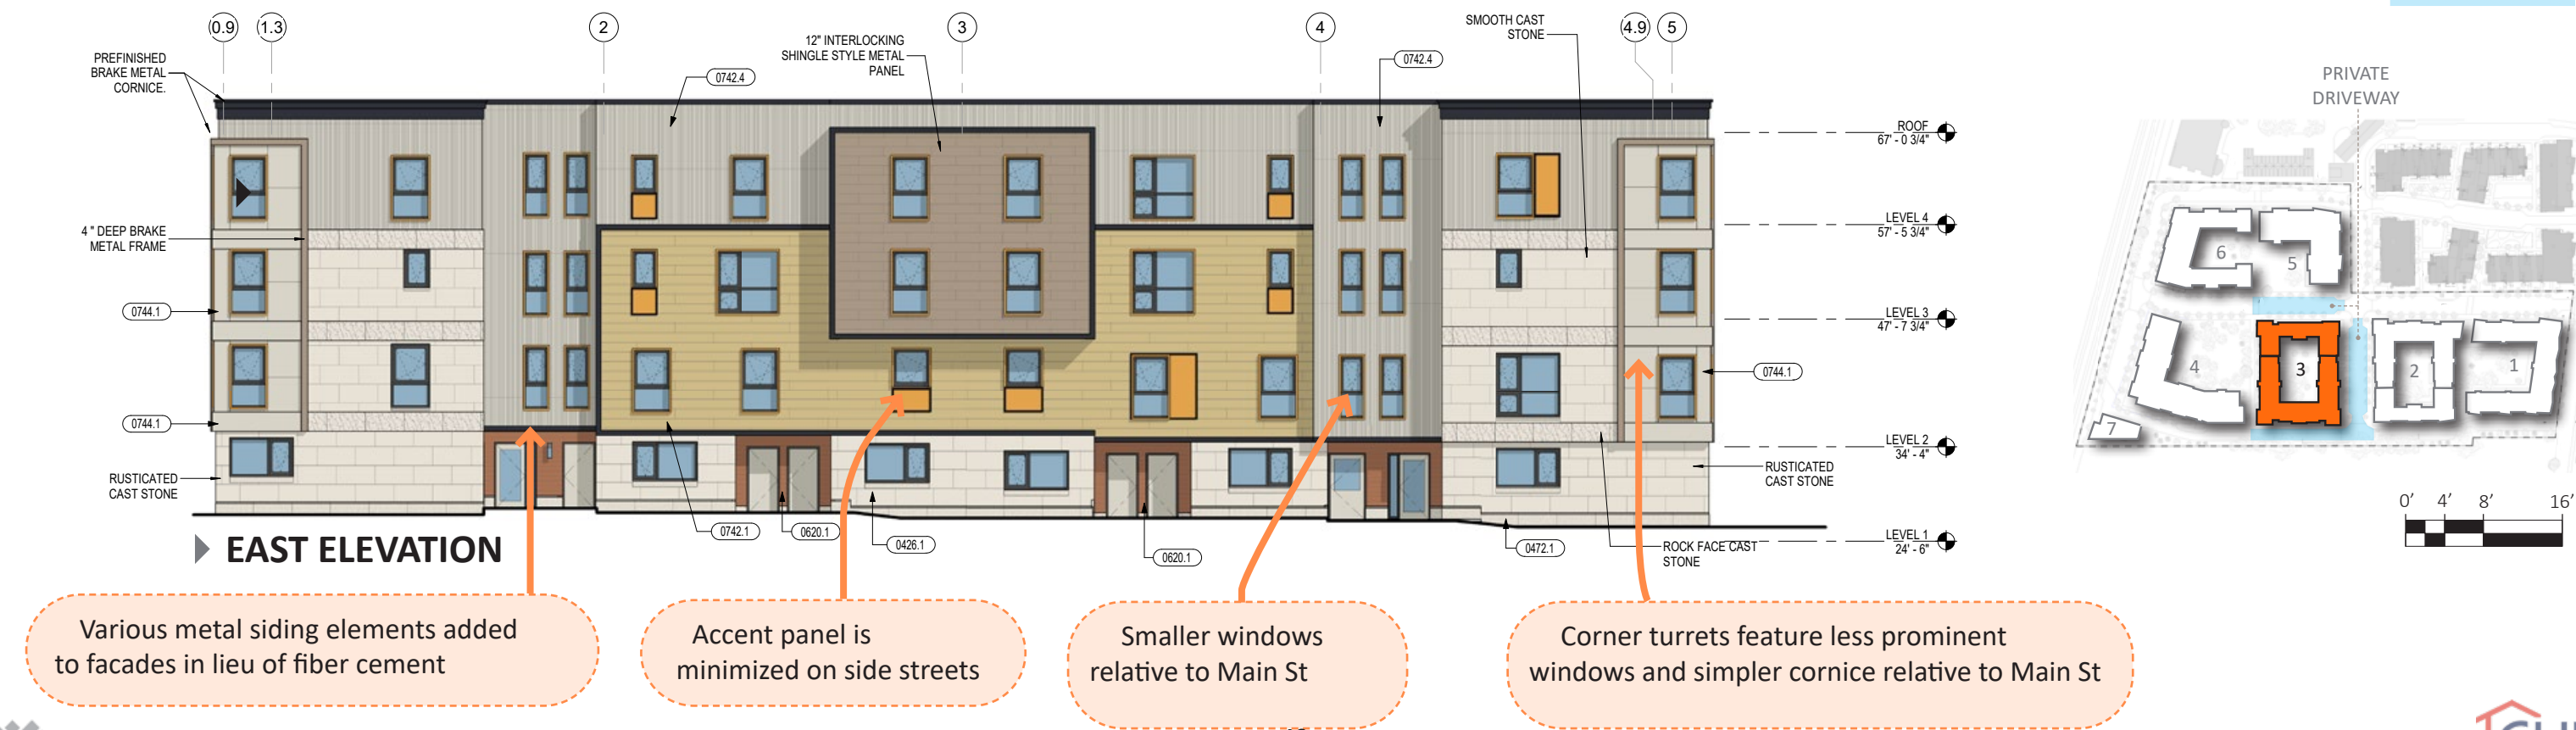 0.9
1.3
2
3
4
4.9
5
PREFINISHED
BRAKE METAL
CORNICE.
0742.4
12" INTERLOCKING
SHINGLE STYLE METAL
PANEL
0742.4
SMOOTH CAST
STONE
ROOF
67' - 0 3/4"
4 " DEEP BRAKE
METAL FRAME
LEVEL 4
57' - 5 3/4"
0744.1
LEVEL 3
47' - 7 3/4"
0744.1
0744.1
LEVEL 2
34' - 4"
RUSTICATED
CAST STONE
RUSTICATED
CAST STONE
0742.1
0620.1
0426.1
0620.1
0472.1
ROCK FACE CAST
STONE
LEVEL 1
24' - 6"
EAST ELEVATION
Various metal siding elements added
to facades in lieu of fiber cement
Accent panel is
minimized on side streets
Smaller windows
relative to Main St
Corner turrets feature less prominent
windows and simpler cornice relative to Main St
PRIVATE
DRIVEWAY
6
5
4
3
2
1
7
0' 4' 8' 16'